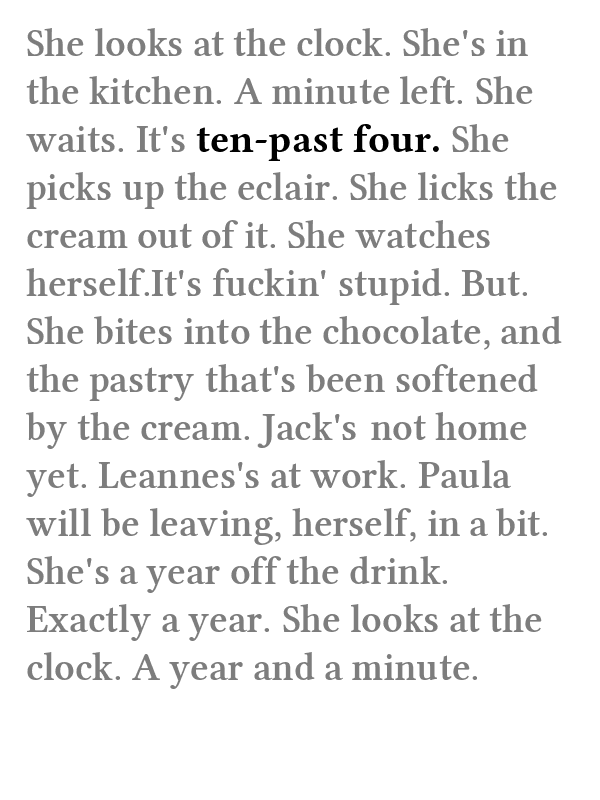 She looks at the clock. She's in
the kitchen. A minute left. She
waits. It's ten-past four. She
picks up the eclair. She licks the
cream out of it. She watches
herself.It's fuckin' stupid. But.
She bites into the chocolate, and
the pastry that's been softened
by the cream. Jack's not home
yet. Leannes's at work. Paula
will be leaving, herself, in a bit.
She's a year off the drink.
Exactly a year. She looks at the
clock. A year and a minute.